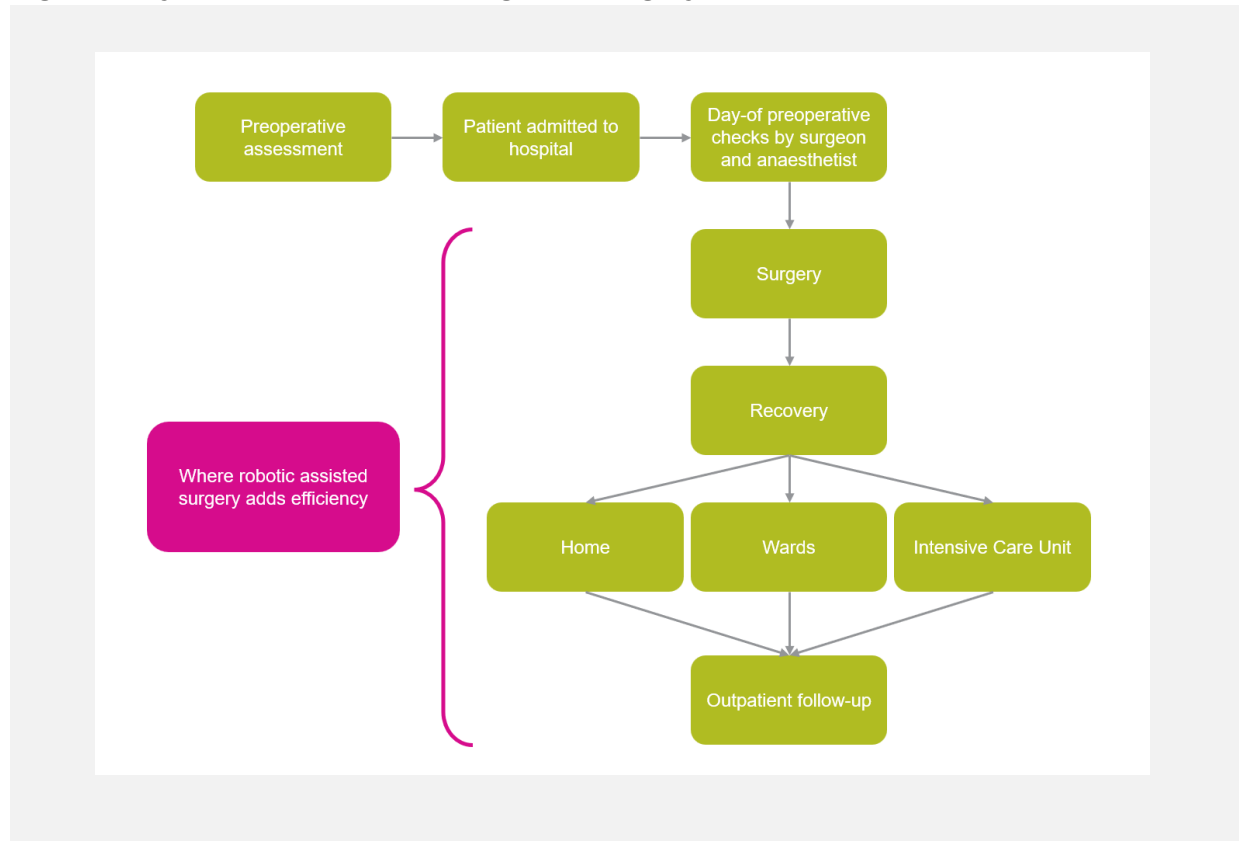 Preoperative
assessment
Patient admitted to
hospital
Day-of preoperative
checks by surgeon
and anaesthetist
Surgery
Recovery
Where robotic assisted
surgery adds efficiency
Home
Wards
Intensive Care Unit
Outpatient follow-up